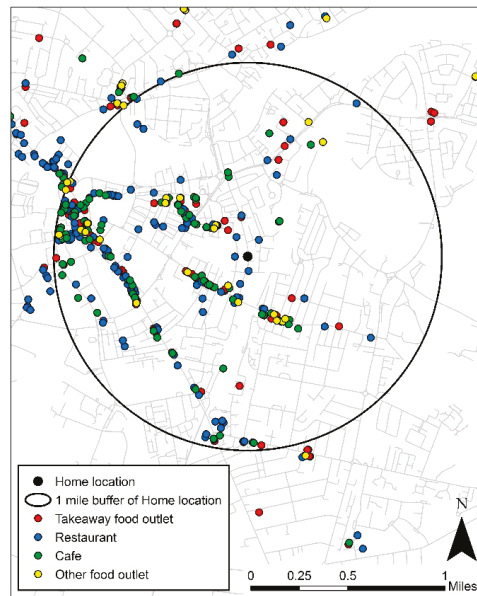 Home location
1 mile buffer of Home location
Takeaway food outlet
Restaurant
Cafe
Other food outlet
N
0 0.25 0.5 1
Miles